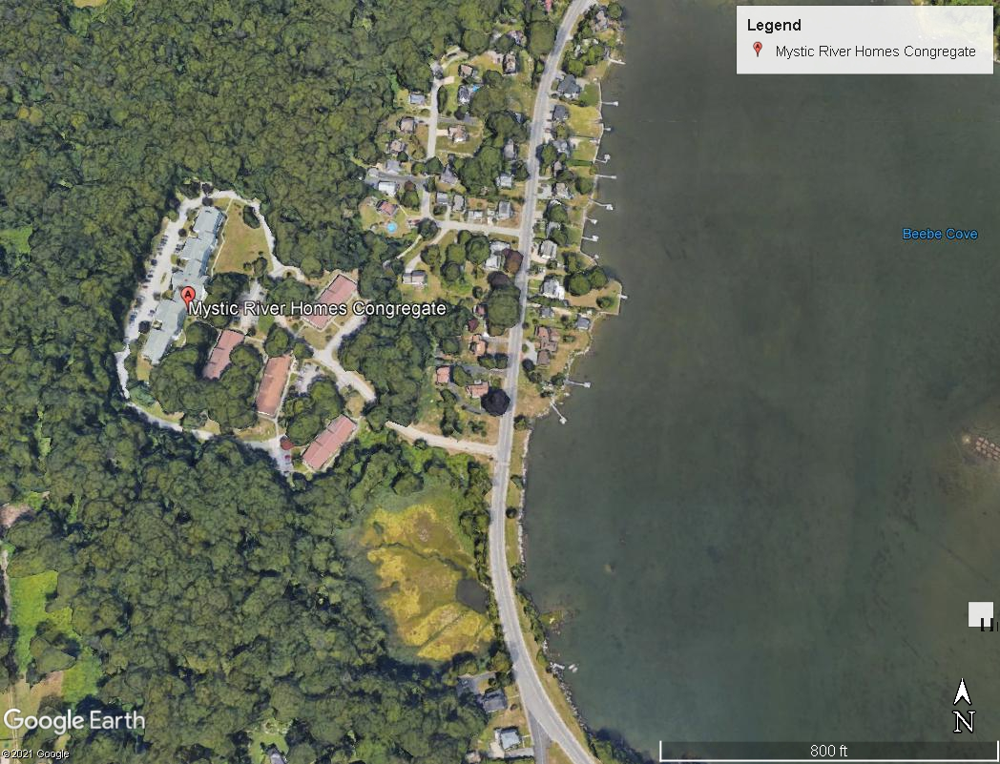 Legend
A Mystic River Homes Congregate
Beebe Cove
A
Mystic River Homes Congregate
Google Earth
N
©2021 Google
800 ft